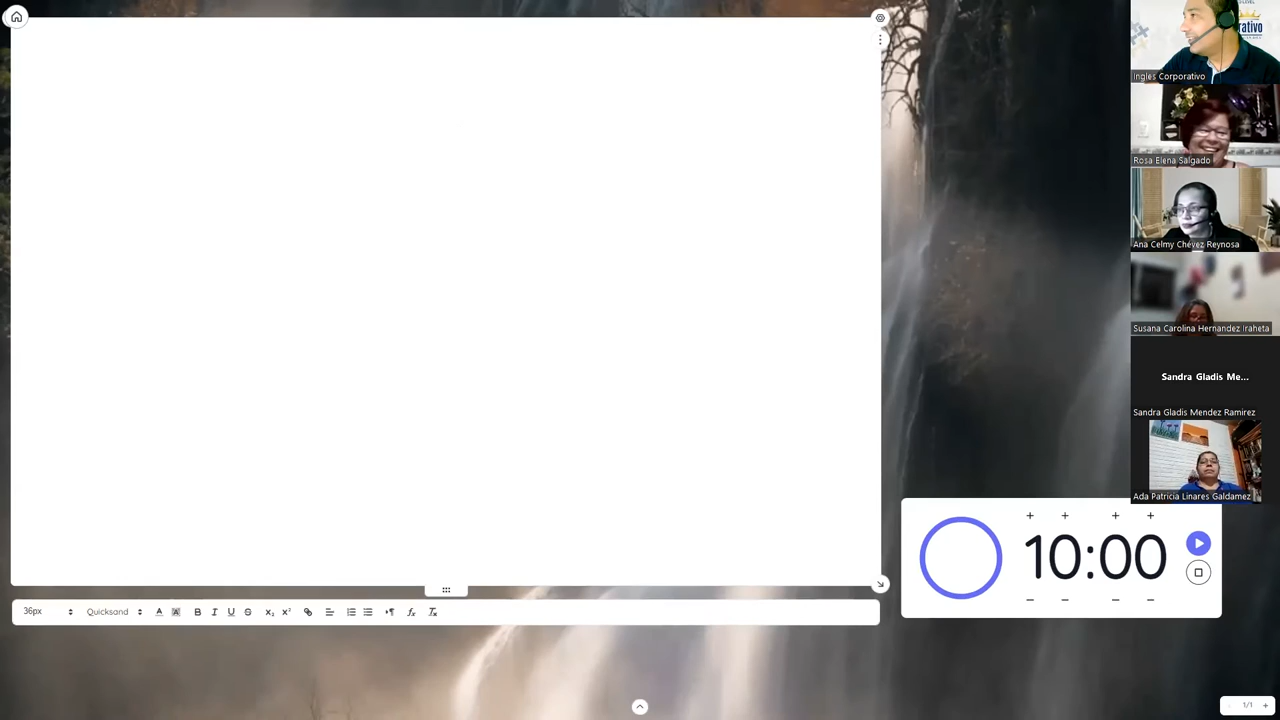 rativo
Ingles Corporativo
Rosa Elena Salgado
Ana Celmy Chévez Reynosa
Susana Carolina Hernandez Iraheta
Sandra Gladis Me...
Sandra Gladis Mendez Ramirez
Ada Patricia Linares Galdamez
10:00
36px Quicksand
1/1